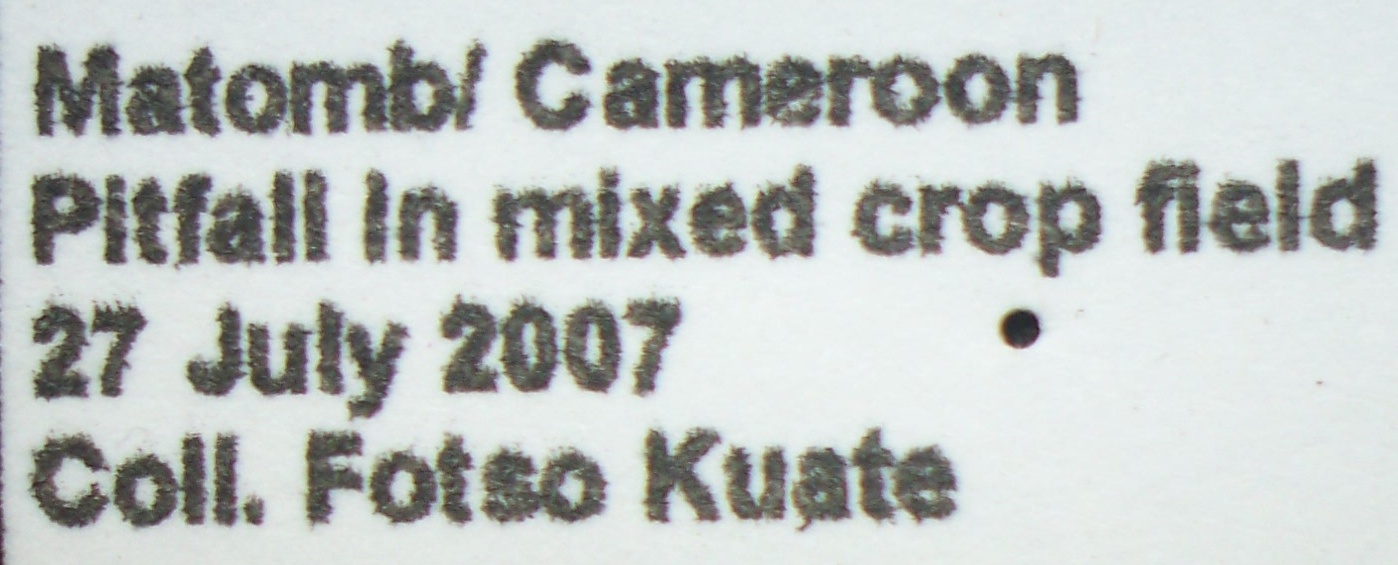 Matomb/ Cameroon
Pitfall in mixed crop field
27 July 2007
Coll. Fotso Kuate